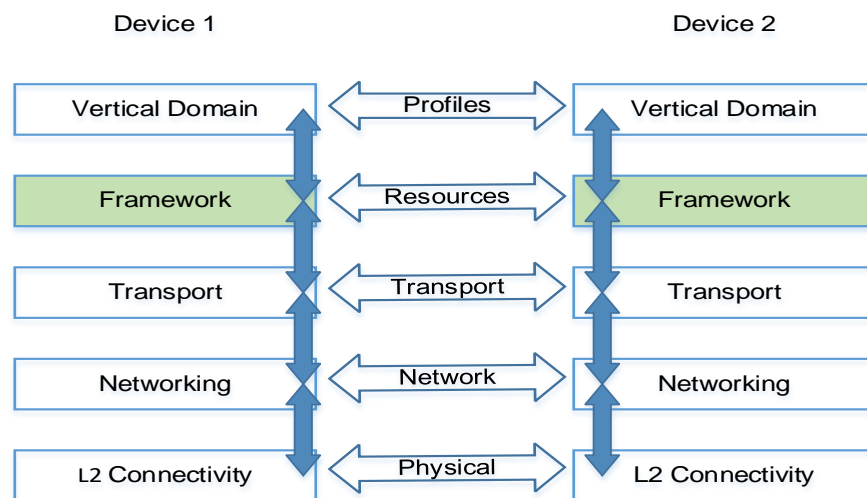 Device 1
Device 2
Vertical Domain
Profiles
Vertical Domain
Framework
Resources
Framework
Transport
Transport
Transport
Networking
Network
Networking
L2 Connectivity
Physical
L2 Connectivity